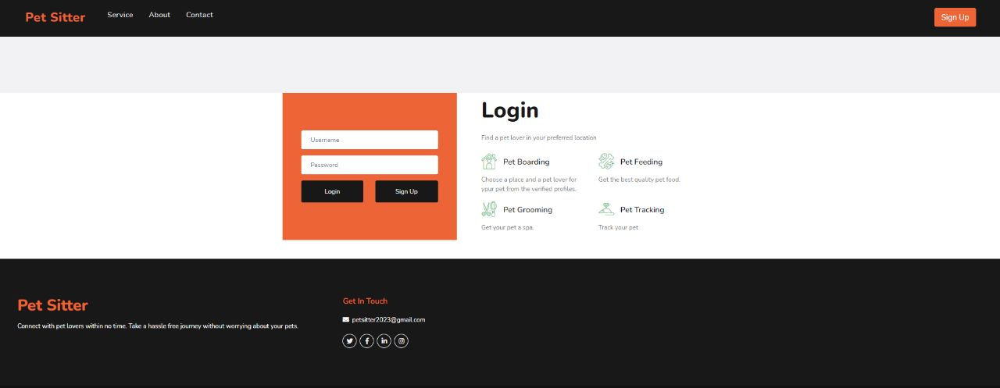 Pet Sitter Service About Contact Sign Up
Username
Password
Login Sign Up
Login
Find a pet lover in your preferred location
Pet Boarding
Choose a place and a pet lover for
your pet from the verified profiles.
Pet Feeding
Get the best quality pet food.
Pet Grooming
Get your pet a spa.
Pet Tracking
Track your pet
Pet Sitter
Connect with pet lovers within no time. Take a hassle free journey without worrying about your pets.
Get In Touch
petsitter2023@gmail.com